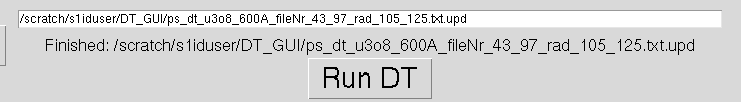 /scratch/s1iduser/DT_GUI/ps_dt_u3o8_600A_fileNr_43_97_rad_105_125.txt.upd
Finished: /scratch/s1iduser/DT_GUI/ps_dt_u3o8_600A_fileNr_43_97_rad_105_125.txt.upd
Run DT